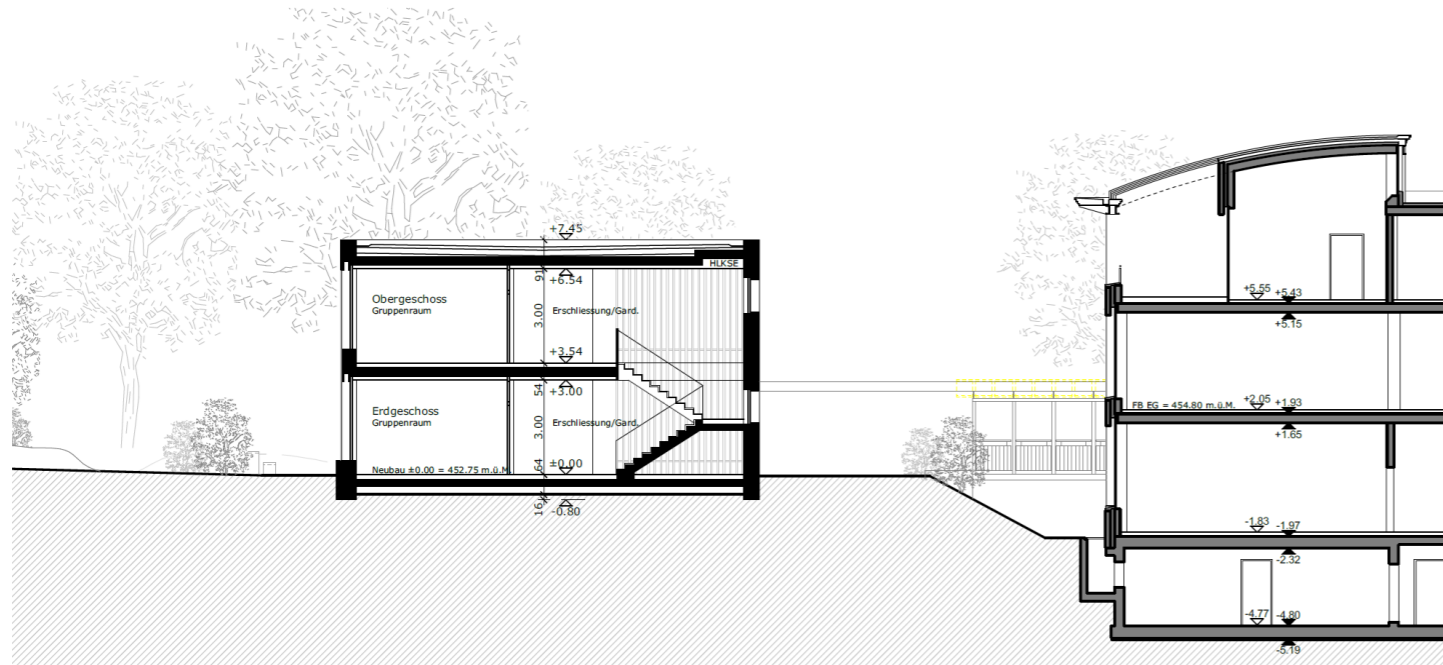 +7.45
HLKSE
91
+6.54
Obergeschoss
Gruppenraum
3.00
Erschliessung/Gard.
+3.54
54
+3.00
Erdgeschoss
Gruppenraum
3.00
Erschliessung/Gard.
Neubau ±0.00 = 452.75 m.ü.M.
64
±0.00
16
-0.80
+5.55
+5.43
+5.15
FB EG = 454.80 m.ü.M.
+2.05
+1.93
+1.65
-1.83
-1.97
-2.32
-4.77
-4.80
-5.19